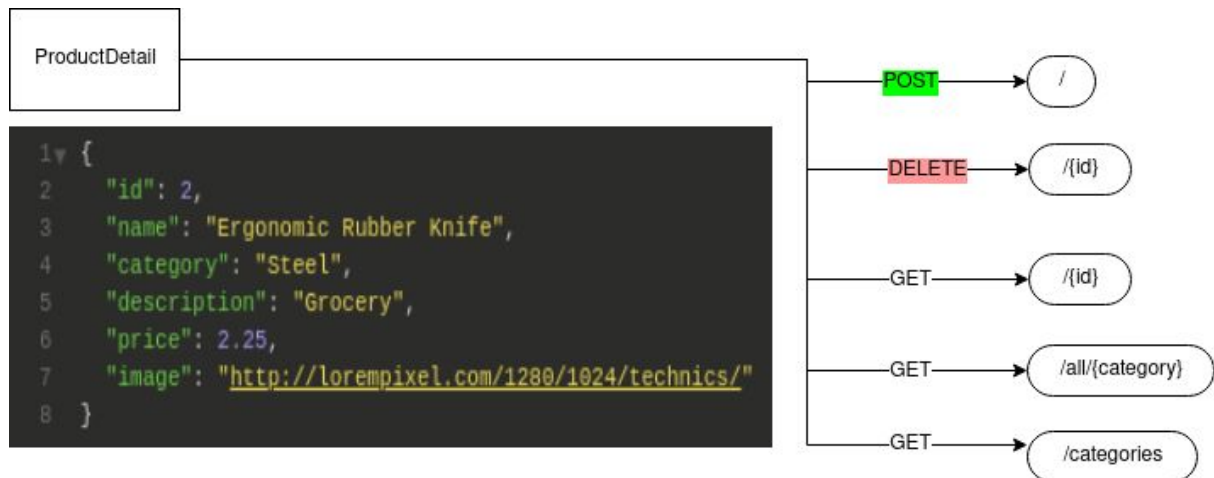 ProductDetail
POST
/
DELETE
/{id}
GET
/{id}
GET
/all/{category}
GET
/categories
1 {
2 "id": 2,
3 "name": "Ergonomic Rubber Knife",
4 "category": "Steel",
5 "description": "Grocery",
6 "price": 2.25,
7 "image": "http://lorempixel.com/1280/1024/technics/"
8 }